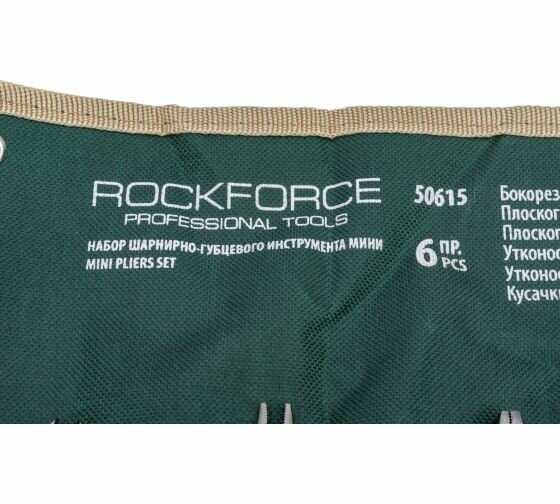 ROCKFORCE
PROFESSIONAL TOOLS
НАБОР ШАРНИРНО-ГУБЦЕВОГО ИНСТРУМЕНТА МИНИ
MINI PLIERS SET
50615
6 ПР.
PCS
Бокорез
Плоског
Плоског
Утконос
Утконос
Кусачки